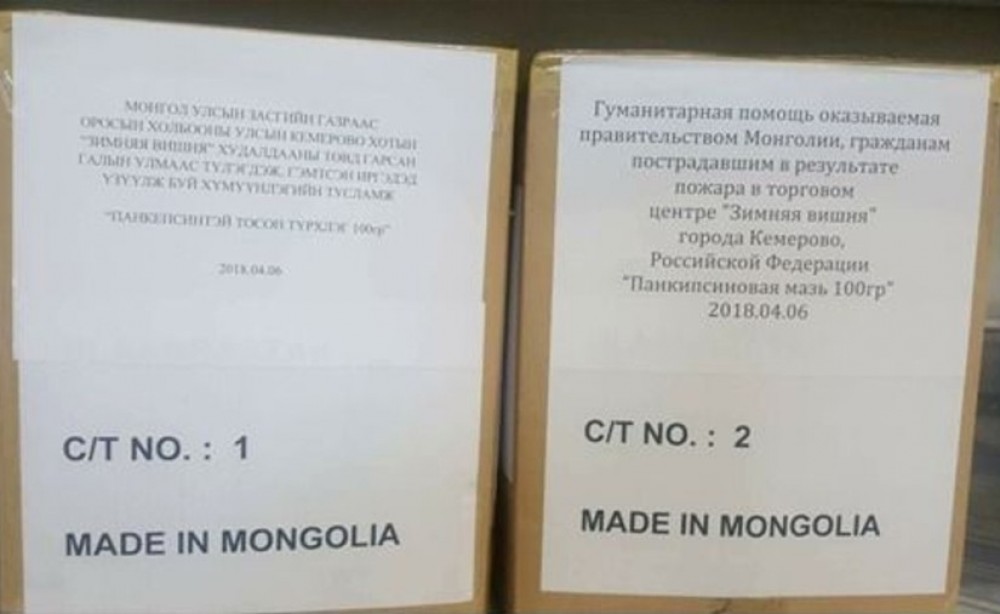 МОНГОЛ УЛСЫН ЗАСГИЙН ГАЗРААС
ОРОСЫН ХОЛБООНЫ УЛСЫН КЕМЕРОВО ХОТЫН
"ЗИМНЯЯ ВИШНЯ" ХУДАЛДААНЫ ТӨВД ГАРСАН
ГАЛЫН УЛМААС ТҮЛЭГДЭЖ, ГЭМТСЭН ИРГЭДЭД
ҮЗҮҮЛЖ БУЙ ХҮМҮҮНЛЭГИЙН ТУСЛАМЖ
"ПАНКЕПСИНТЭЙ ТОСОН ТҮРХЛЭГ 100гр"
2018.04.06
C/T NO. : 1
MADE IN MONGOLIA
Гуманитарная помощь оказываемая
правительством Монголии, гражданам
пострадавшим в результате
пожара в торговом
центре "Зимняя вишня"
города Кемерово,
Российской Федерации
"Панкипсиновая мазь 100гр"
2018.04.06
C/T NO. : 2
MADE IN MONGOLIA